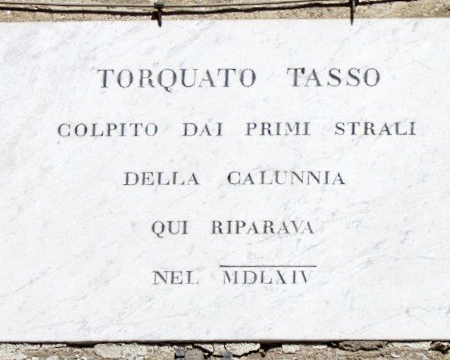 TORQUATO TASSO
COLPITO DAI PRIMI STRALI
DELLA CALUNNIA
QUI RIPARAVA
NEL MDLXIV